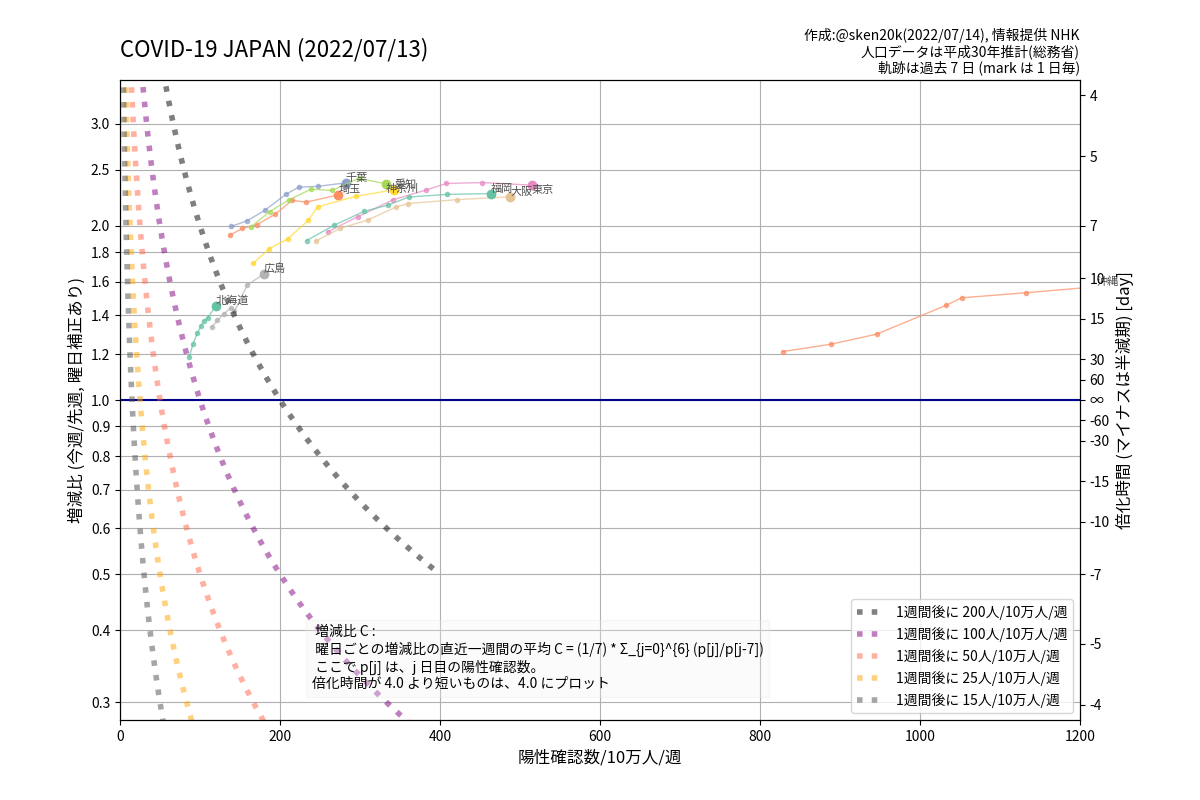 COVID-19 JAPAN (2022/07/13)
作成:@sken20k(2022/07/14), 情報提供 NHK
人口データは平成30年推計(総務省)
軌跡は過去 7 日 (mark は 1 日毎)
増減比 (今週/先週, 曜日補正あり)
3.0
2.5
2.0
1.8
1.6
1.4
1.2
1.0
0.9
0.8
0.7
0.6
0.5
0.4
0.3
千葉
埼玉
愛知
神奈川
福岡
大阪
東京
広島
北海道
沖縄
4
5
7
10
15
30
60
∞
-60
-30
-15
-10
-7
-5
-4
倍化時間 (マイナスは半減期) [day]
増減比 C :
曜日ごとの増減比の直近一週間の平均 C = (1/7) * Σ_{j=0}^{6} (p[j]/p[j-7])
ここで p[j] は、j 日目の陽性確認数。
倍化時間が 4.0 より短いものは、4.0 にプロット
1週間後に 200人/10万人/週
1週間後に 100人/10万人/週
1週間後に 50人/10万人/週
1週間後に 25人/10万人/週
1週間後に 15人/10万人/週
0
200
400
600
800
1000
1200
陽性確認数/10万人/週